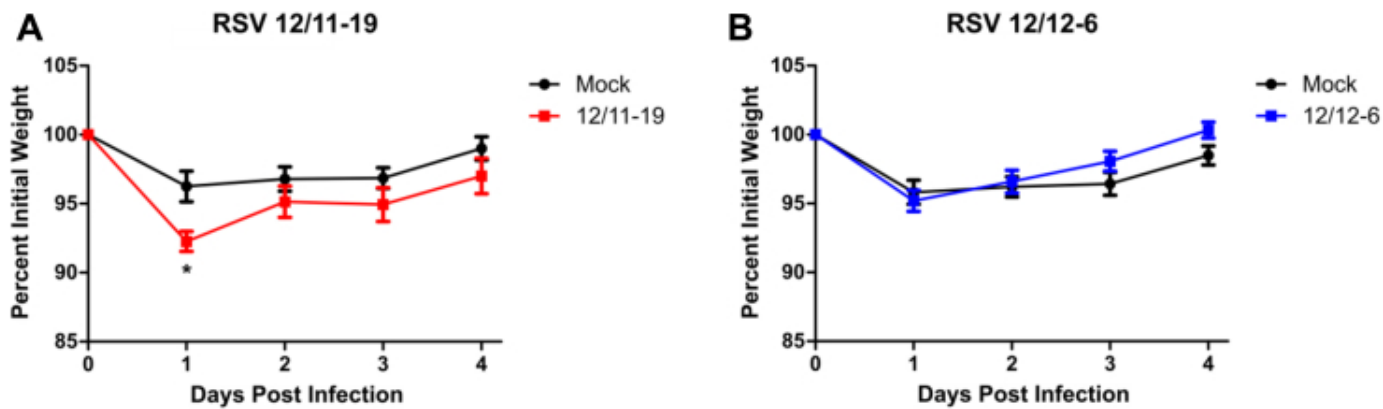 A
RSV 12/11-19
Percent Initial Weight
105
100
95
90
85
0 1 2 3 4
Days Post Infection
*
Mock
12/11-19
B
RSV 12/12-6
Percent Initial Weight
105
100
95
90
85
0 1 2 3 4
Days Post Infection
Mock
12/12-6